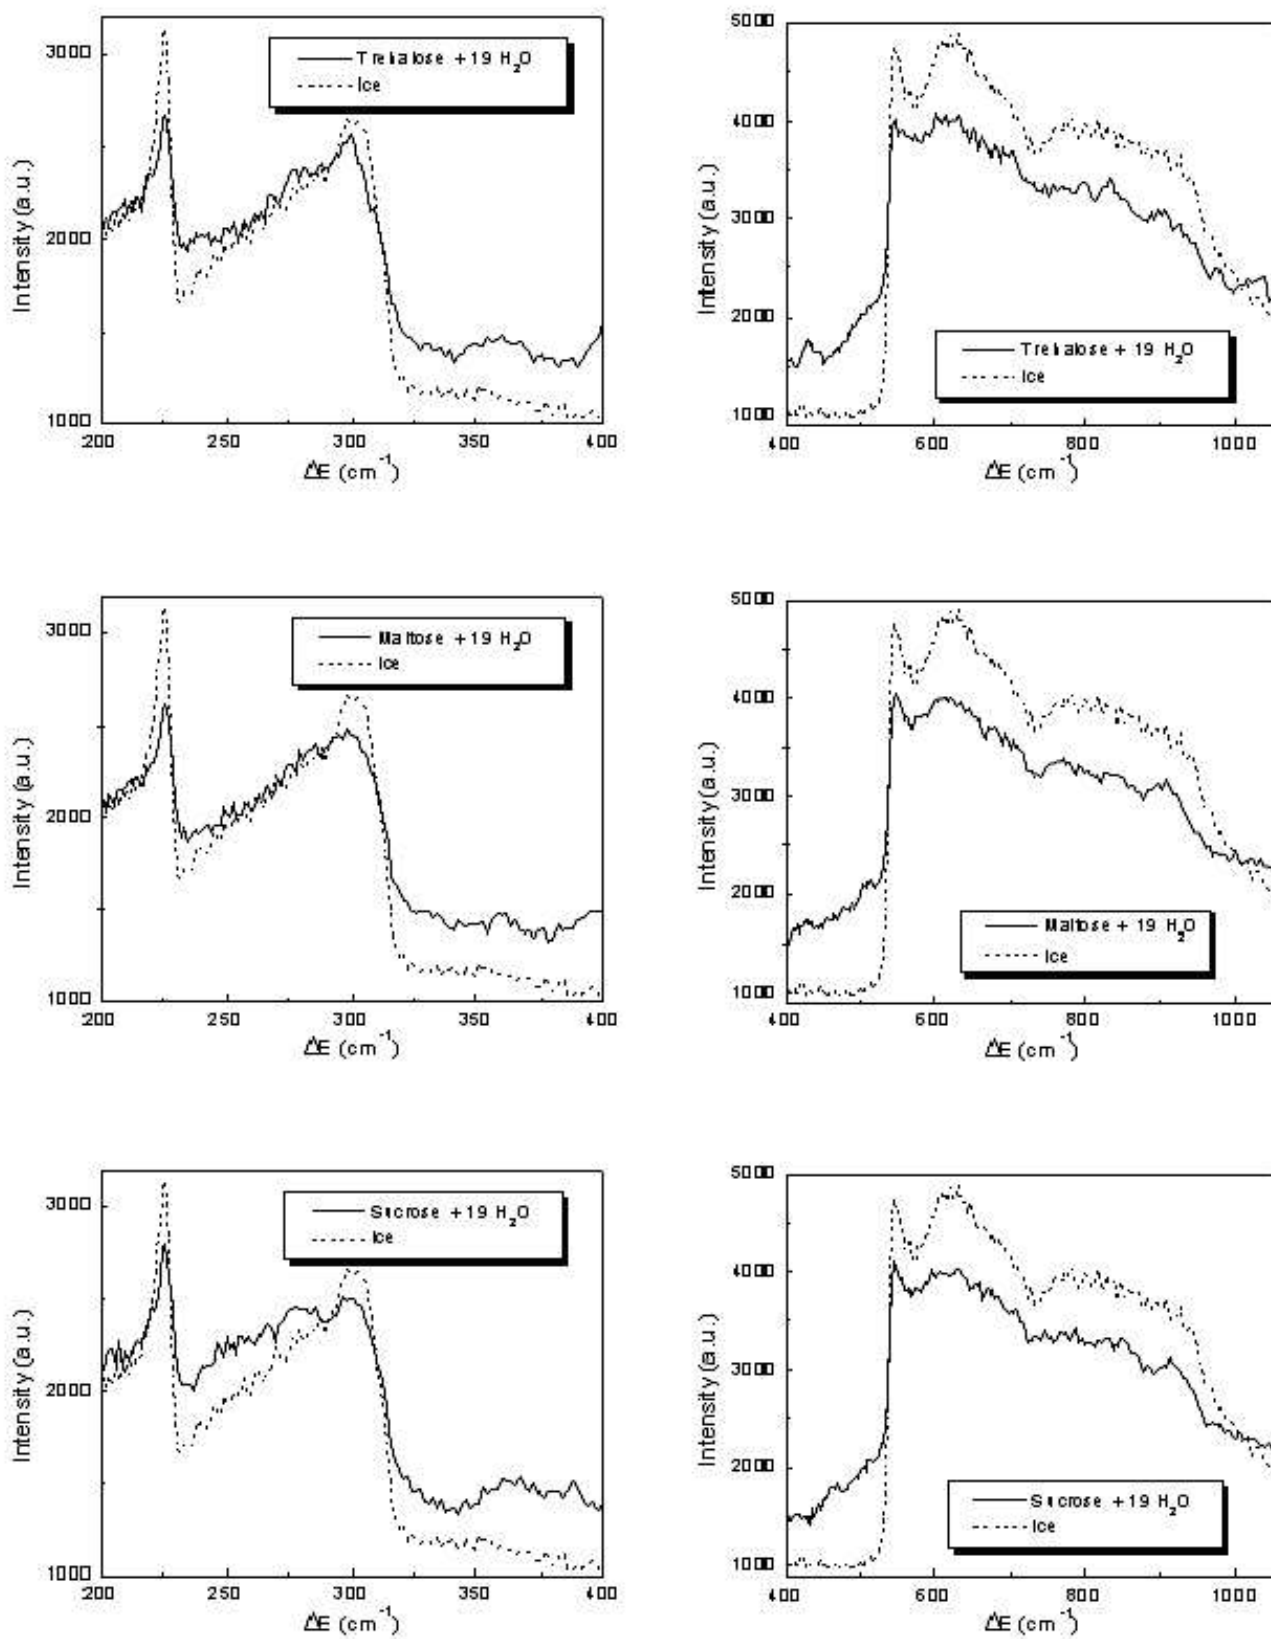 3000
2000
1000
Intensity (a.u.)
Trehalose + 19 H₂O
Ice
200 250 300 350 400
ΔE (cm⁻¹)
5000
4000
3000
2000
1000
Intensity (a.u.)
Trehalose + 19 H₂O
Ice
400 600 800 1000
ΔE (cm⁻¹)
3000
2000
1000
Intensity (a.u.)
Maltose + 19 H₂O
Ice
200 250 300 350 400
ΔE (cm⁻¹)
5000
4000
3000
2000
1000
Intensity (a.u.)
Maltose + 19 H₂O
Ice
400 600 800 1000
ΔE (cm⁻¹)
3000
2000
1000
Intensity (a.u.)
Sucrose + 19 H₂O
Ice
200 250 300 350 400
ΔE (cm⁻¹)
5000
4000
3000
2000
1000
Intensity (a.u.)
Sucrose + 19 H₂O
Ice
400 600 800 1000
ΔE (cm⁻¹)